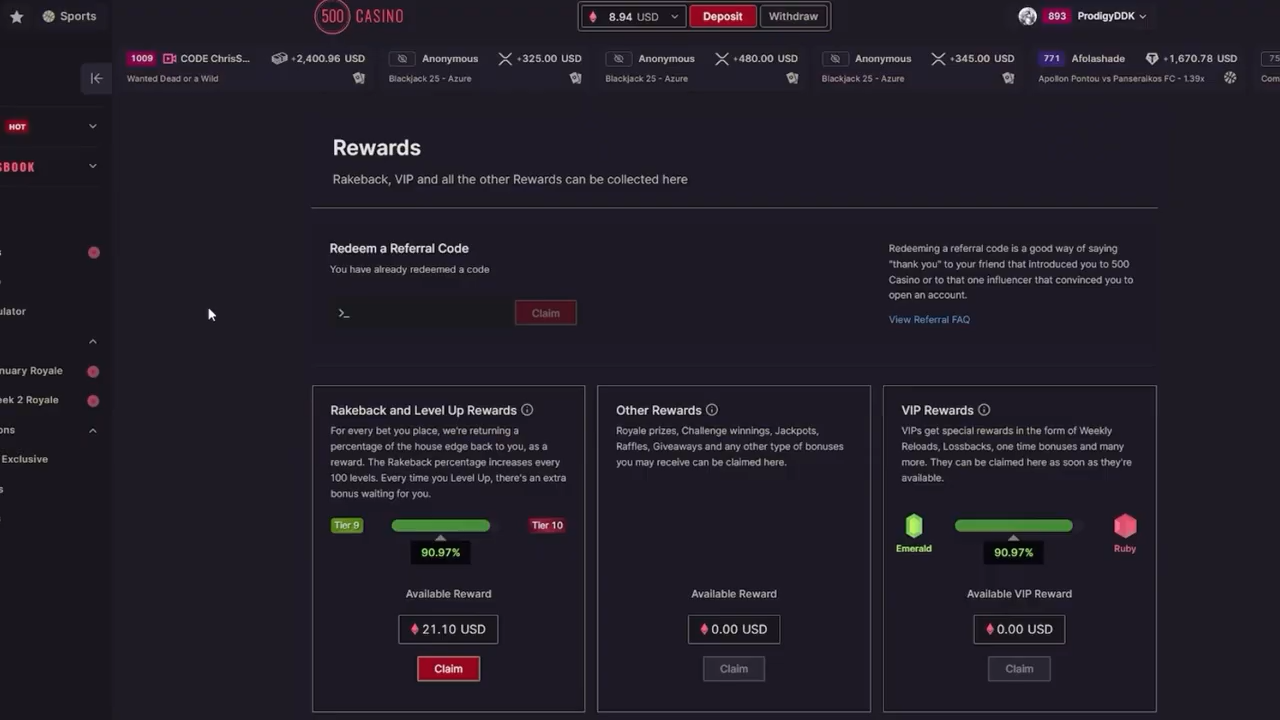 Sports
500 CASINO
8.94 USD
Deposit
Withdraw
893 ProdigyDDK
1009 CODE ChrisS... +2,400.96 USD
Wanted Dead or a Wild
Anonymous +325.00 USD
Blackjack 25 - Azure
Anonymous +480.00 USD
Blackjack 25 - Azure
Anonymous +345.00 USD
Blackjack 25 - Azure
771 Afolashade +1,670.78 USD
Apollon Pontou vs Panseraikos FC - 1.39x
75
Com
HOT
SBOOK
s
ulator
nuary Royale
eek 2 Royale
ons
Exclusive
s
Rewards
Rakeback, VIP and all the other Rewards can be collected here
Redeem a Referral Code
You have already redeemed a code
>_
Claim
Redeeming a referral code is a good way of saying
"thank you" to your friend that introduced you to 500
Casino or to that one influencer that convinced you to
open an account.
View Referral FAQ
Rakeback and Level Up Rewards
For every bet you place, we're returning a
percentage of the house edge back to you, as a
reward. The Rakeback percentage increases every
100 levels. Every time you Level Up, there's an extra
bonus waiting for you.
Tier 9
Tier 10
90.97%
Available Reward
21.10 USD
Claim
Other Rewards
Royale prizes, Challenge winnings, Jackpots,
Raffles, Giveaways and any other type of bonuses
you may receive can be claimed here.
Available Reward
0.00 USD
Claim
VIP Rewards
VIPs get special rewards in the form of Weekly
Reloads, Lossbacks, one time bonuses and many
more. They can be claimed here as soon as they're
available.
Emerald
Ruby
90.97%
Available VIP Reward
0.00 USD
Claim